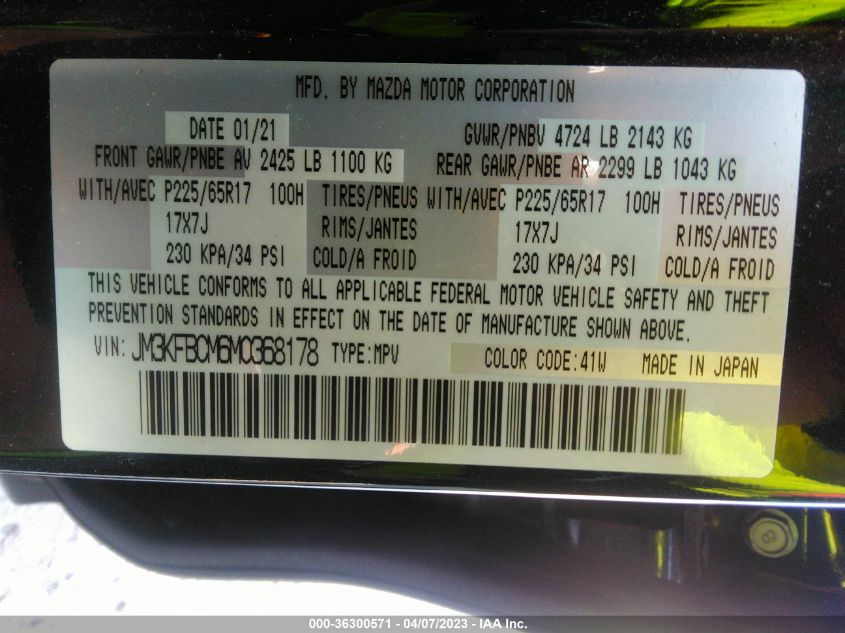 MFD. BY MAZDA MOTOR CORPORATION
DATE 01/21 GVWR/PNBV 4724 LB 2143 KG
FRONT GAWR/PNBE AV 2425 LB 1100 KG REAR GAWR/PNBE AR 2299 LB 1043 KG
WITH/AVEC P225/65R17 100H TIRES/PNEUS WITH/AVEC P225/65R17 100H TIRES/PNEUS
17X7J RIMS/JANTES 17X7J RIMS/JANTES
230 KPA/34 PSI COLD/A FROID 230 KPA/34 PSI COLD/A FROID
THIS VEHICLE CONFORMS TO ALL APPLICABLE FEDERAL MOTOR VEHICLE SAFETY AND THEFT
PREVENTION STANDARDS IN EFFECT ON THE DATE OF MANUFACTURE SHOWN ABOVE.
VIN: JM3KFBCM6M0368178 TYPE:MPV COLOR CODE:41W MADE IN JAPAN
000-36300571 - 04/07/2023 - IAA Inc.